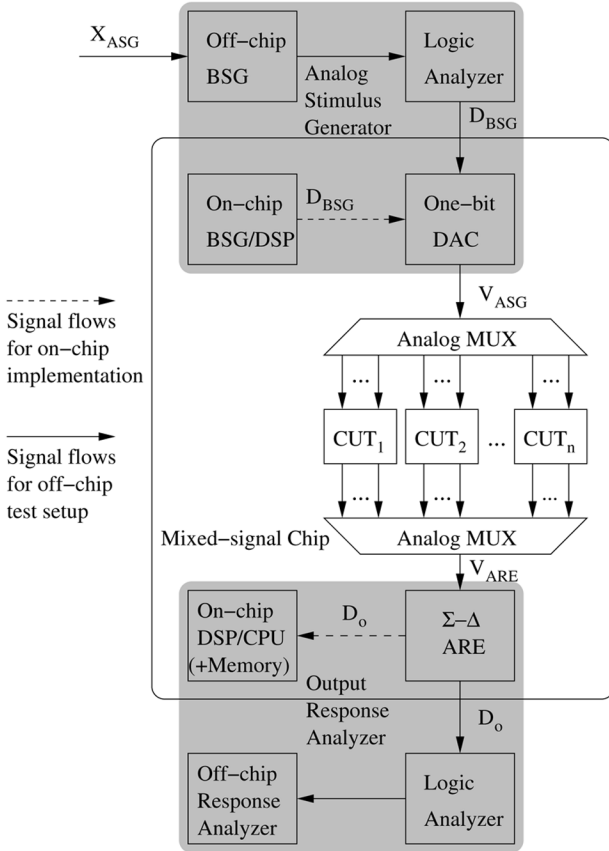 X_ASG
Off−chip
BSG
Analog
Stimulus
Generator
Logic
Analyzer
D_BSG
On−chip
BSG/DSP
D_BSG
One−bit
DAC
V_ASG
Signal flows
for on−chip
implementation
Signal flows
for off−chip
test setup
Analog MUX
... ... ...
CUT_1
CUT_2
...
CUT_n
... ... ...
Mixed−signal Chip
Analog MUX
V_ARE
On−chip
DSP/CPU
(+Memory)
D_o
Σ−Δ
ARE
Output
Response
Analyzer
D_o
Off−chip
Response
Analyzer
Logic
Analyzer